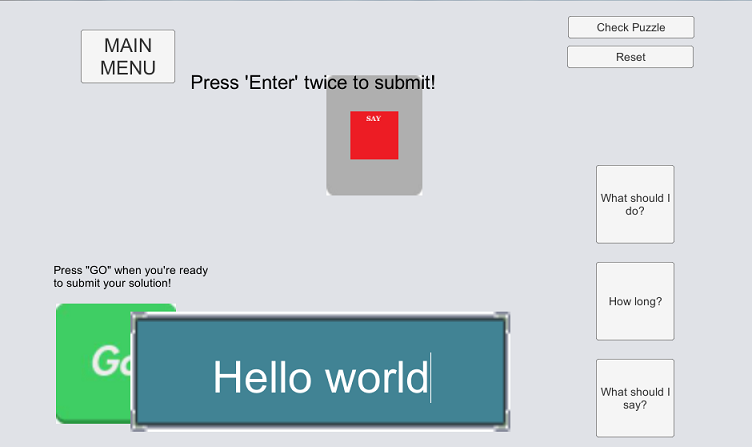 MAIN
MENU
Check Puzzle
Reset
Press 'Enter' twice to submit!
SAY
What should I
do?
Press "GO" when you're ready
to submit your solution!
How long?
Hello world
What should I
say?